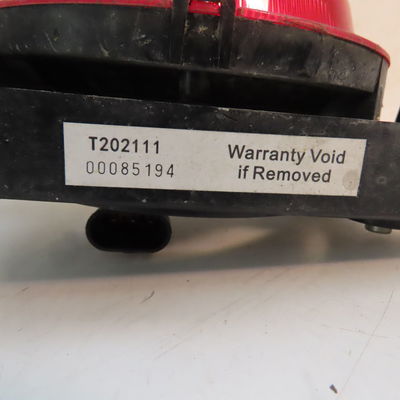 T202111
00085194
Warranty Void
if Removed